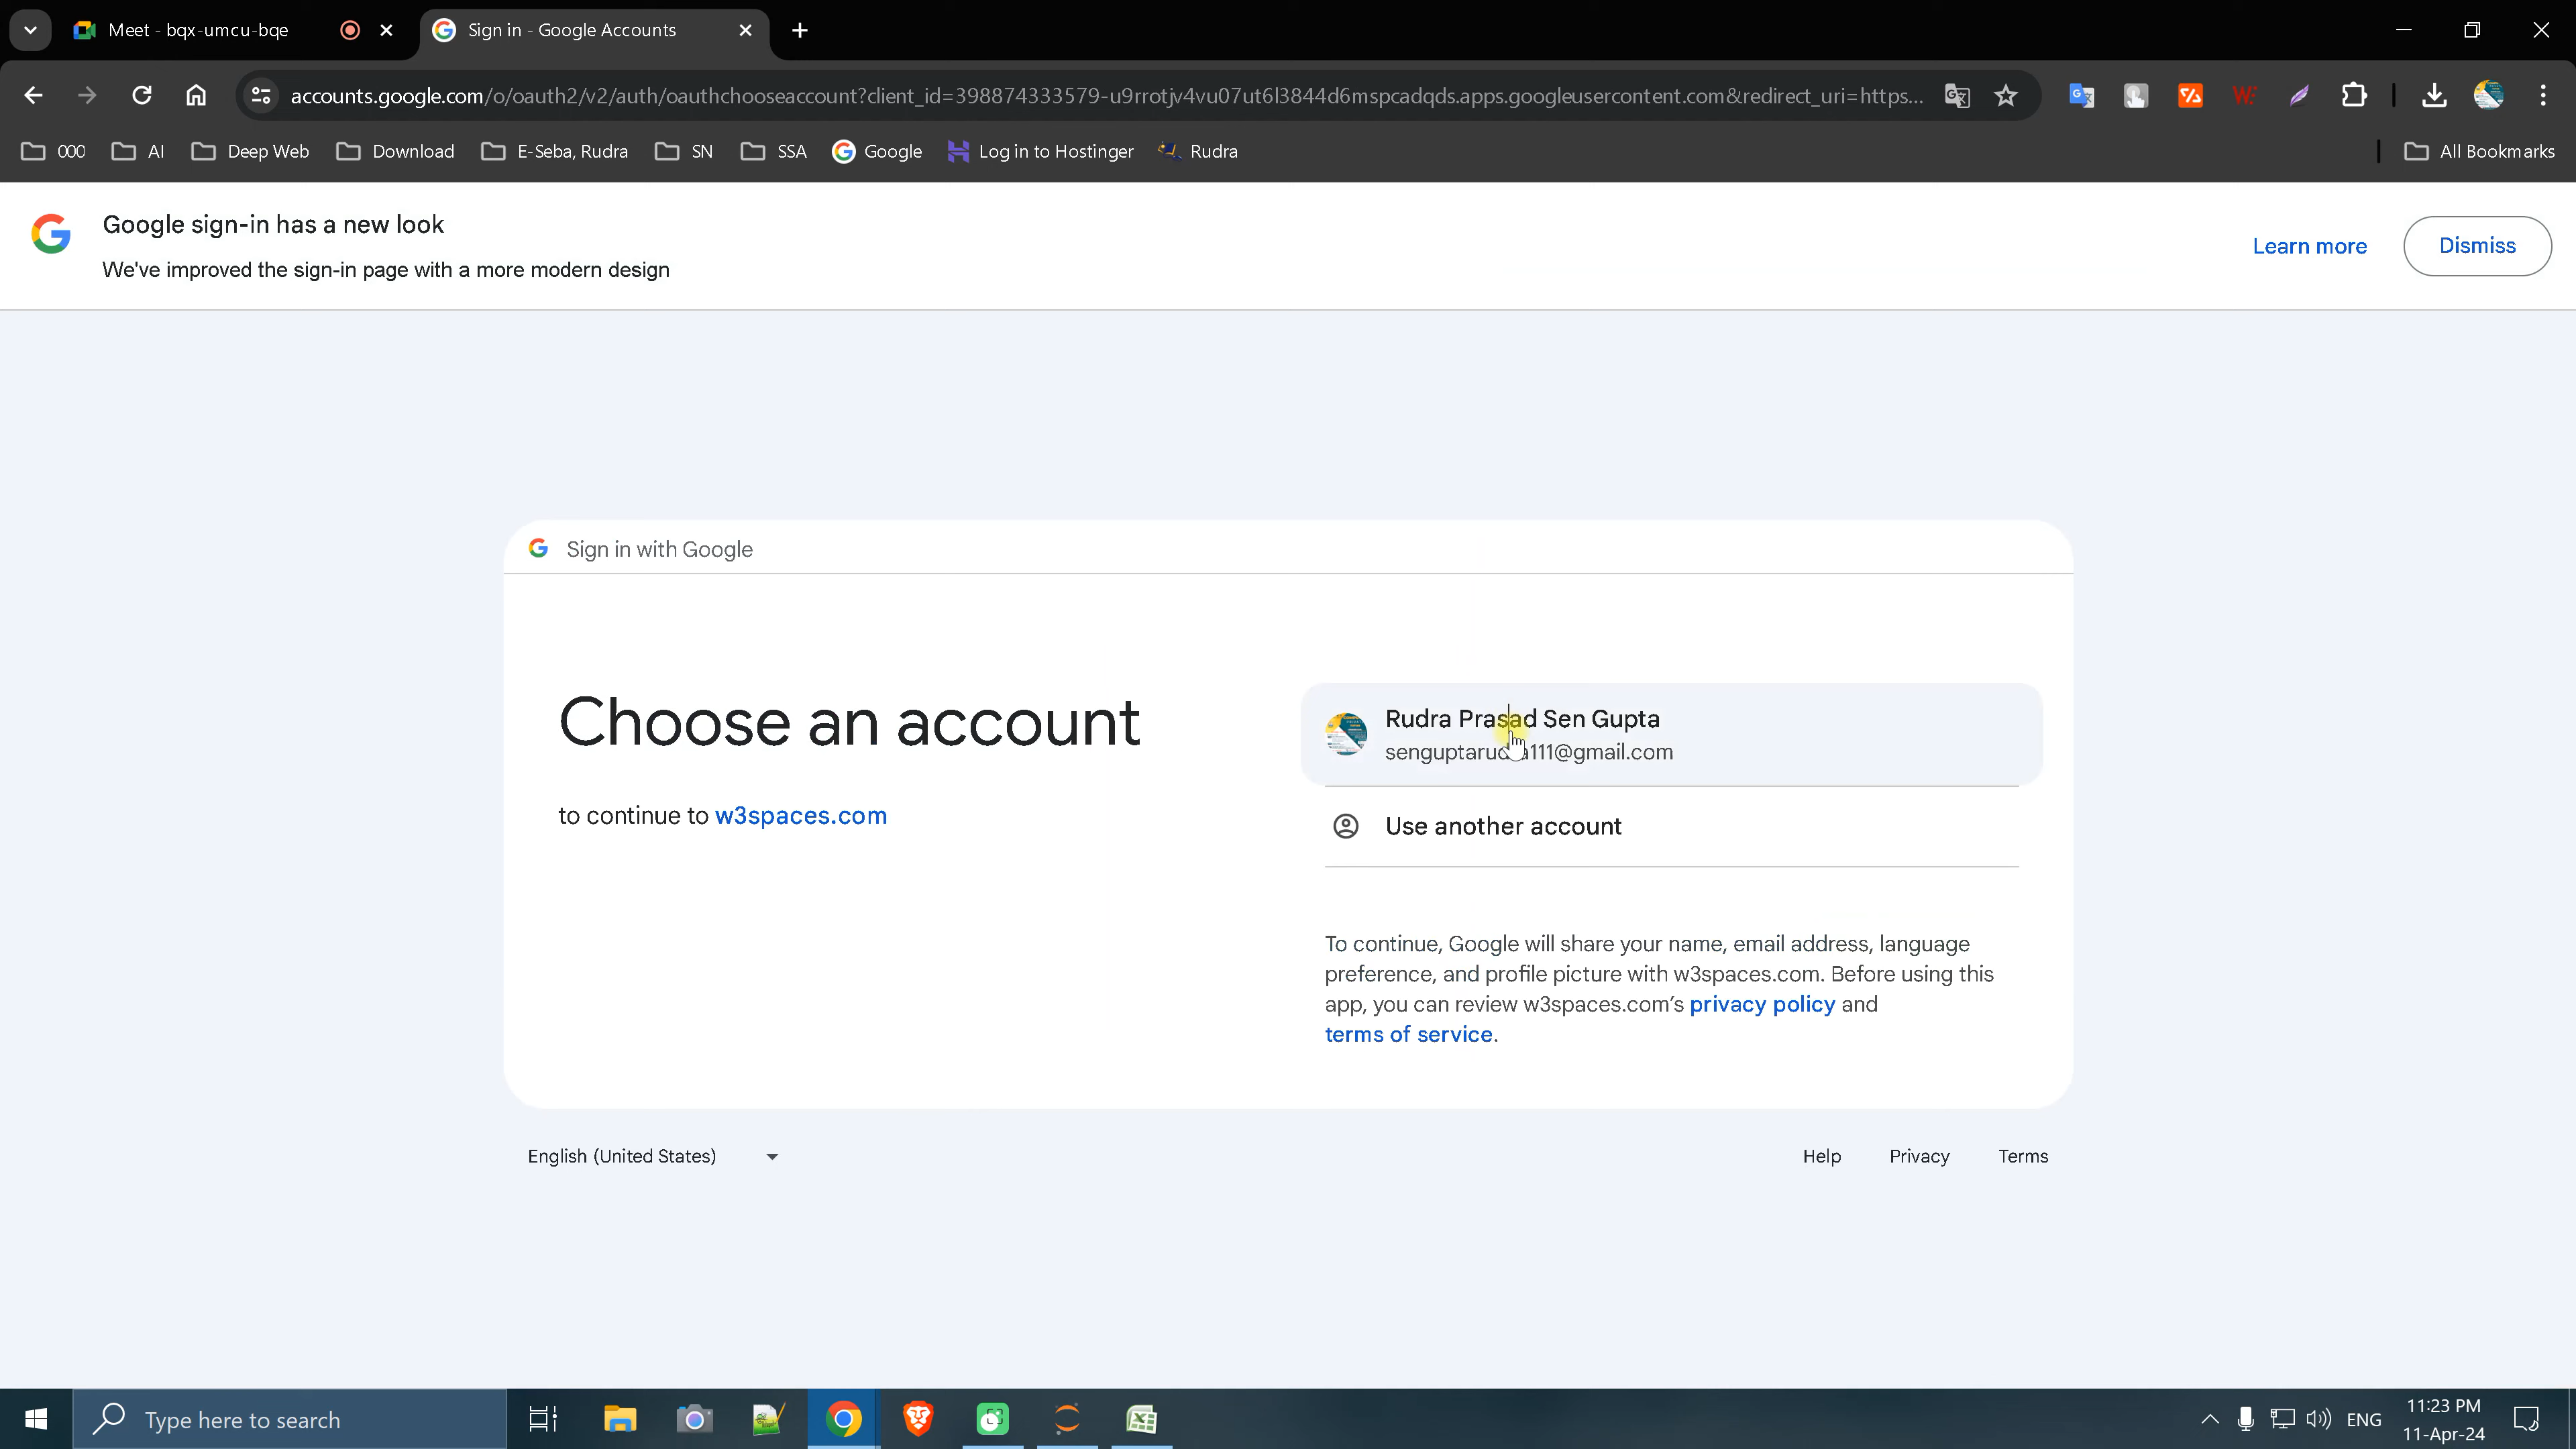 Meet - bqx-umcu-bqe
Sign in - Google Accounts
accounts.google.com/o/oauth2/v2/auth/oauthchooseaccount?client_id=398874333579-u9rrotjv4vu07ut6l3844d6mspcadqds.apps.googleusercontent.com&redirect_uri=https...
000 AI Deep Web Download E-Seba, Rudra SN SSA Google Log in to Hostinger Rudra All Bookmarks
Google sign-in has a new look
We've improved the sign-in page with a more modern design
Learn more Dismiss
Sign in with Google
Choose an account
to continue to w3spaces.com
Rudra Prasad Sen Gupta
senguptarudra111@gmail.com
Use another account
To continue, Google will share your name, email address, language
preference, and profile picture with w3spaces.com. Before using this
app, you can review w3spaces.com's privacy policy and
terms of service.
English (United States) Help Privacy Terms
Type here to search
ENG
11:23 PM
11-Apr-24